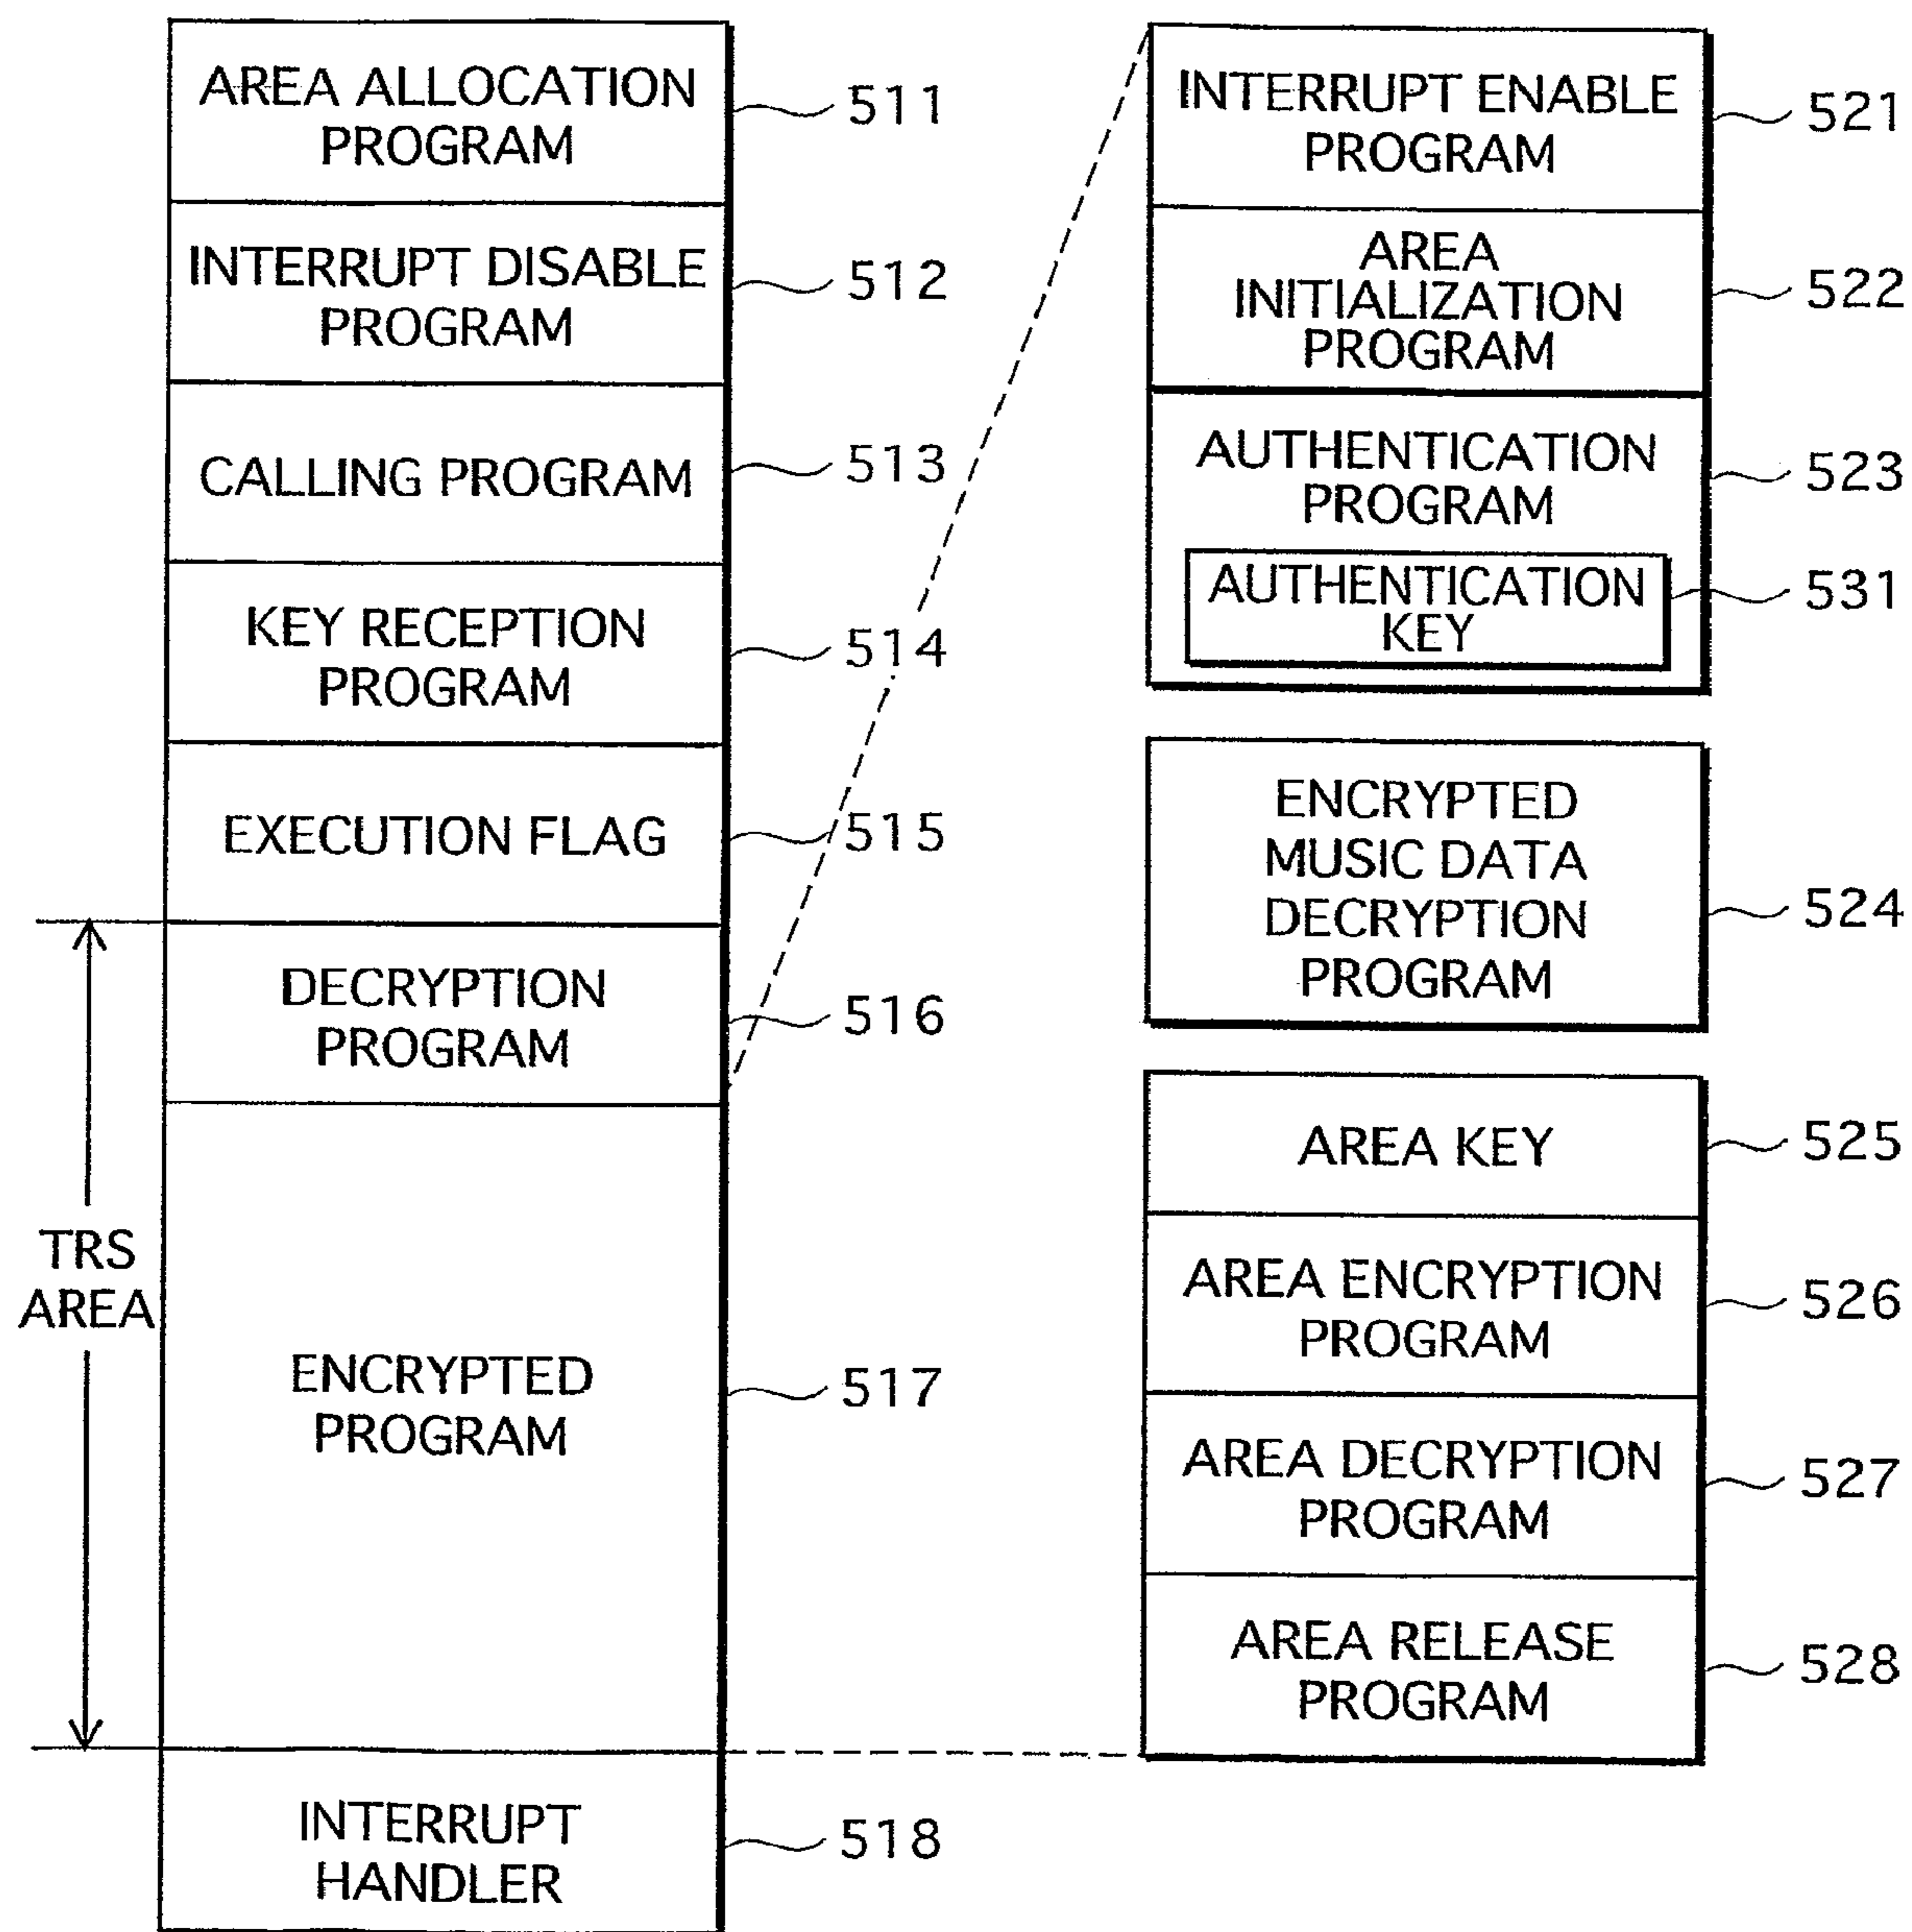 AREA ALLOCATION
PROGRAM
511
INTERRUPT DISABLE
PROGRAM
512
CALLING PROGRAM
513
KEY RECEPTION
PROGRAM
514
EXECUTION FLAG
515
TRS
AREA
DECRYPTION
PROGRAM
516
ENCRYPTED
PROGRAM
517
INTERRUPT
HANDLER
518
INTERRUPT ENABLE
PROGRAM
521
AREA
INITIALIZATION
PROGRAM
522
AUTHENTICATION
PROGRAM
523
AUTHENTICATION
KEY
531
ENCRYPTED
MUSIC DATA
DECRYPTION
PROGRAM
524
AREA KEY
525
AREA ENCRYPTION
PROGRAM
526
AREA DECRYPTION
PROGRAM
527
AREA RELEASE
PROGRAM
528